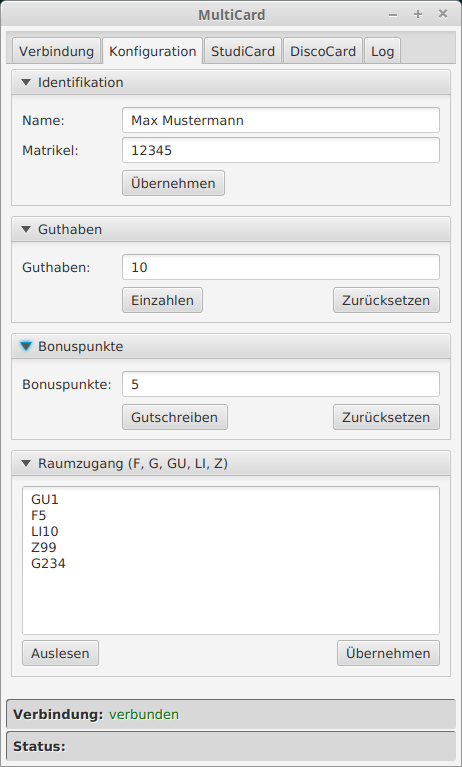 MultiCard
Verbindung Konfiguration StudiCard DiscoCard Log
Identifikation
Name: Max Mustermann
Matrikel: 12345
Übernehmen
Guthaben
Guthaben: 10
Einzahlen Zurücksetzen
Bonuspunkte
Bonuspunkte: 5
Gutschreiben Zurücksetzen
Raumzugang (F, G, GU, LI, Z)
GU1
F5
LI10
Z99
G234
Auslesen Übernehmen
Verbindung: verbunden
Status: